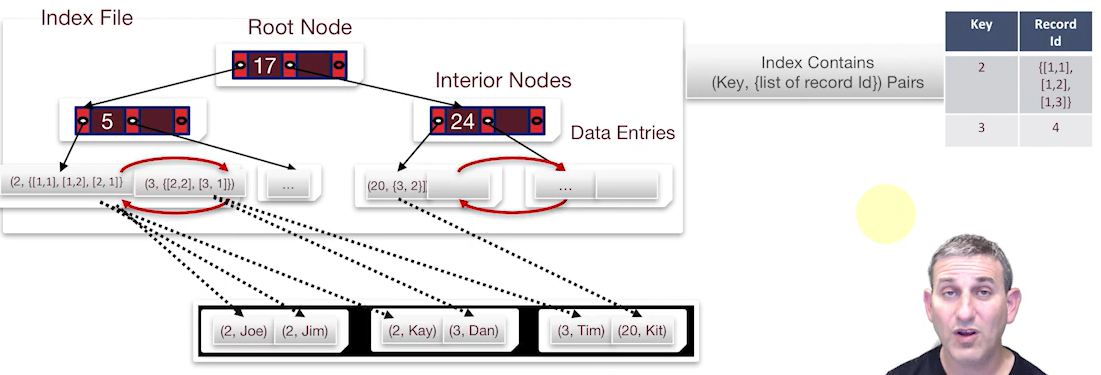 Index File
Root Node
17
Interior Nodes
5
24
Data Entries
(2, {[1,1], [1,2], [2, 1]}
(3, {[2,2], [3, 1]})
...
(20, {3, 2}]
...
(2, Joe)
(2, Jim)
(2, Kay)
(3, Dan)
(3, Tim)
(20, Kit)
Index Contains
(Key, {list of record Id}) Pairs
Key
Record
Id
2
{[1,1],
[1,2],
[1,3]}
3
4